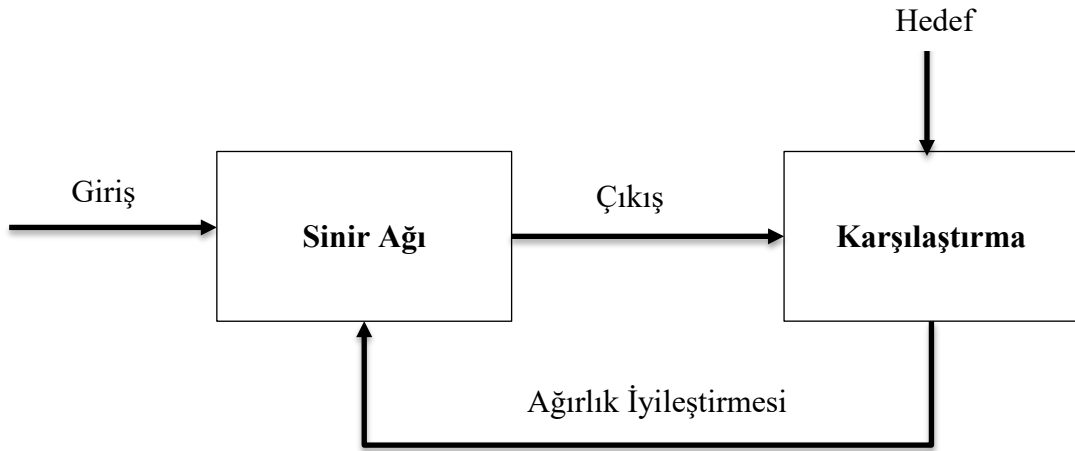 Hedef
Giriş
Sinir Ağı
Çıkış
Karşılaştırma
Ağırlık İyileştirmesi